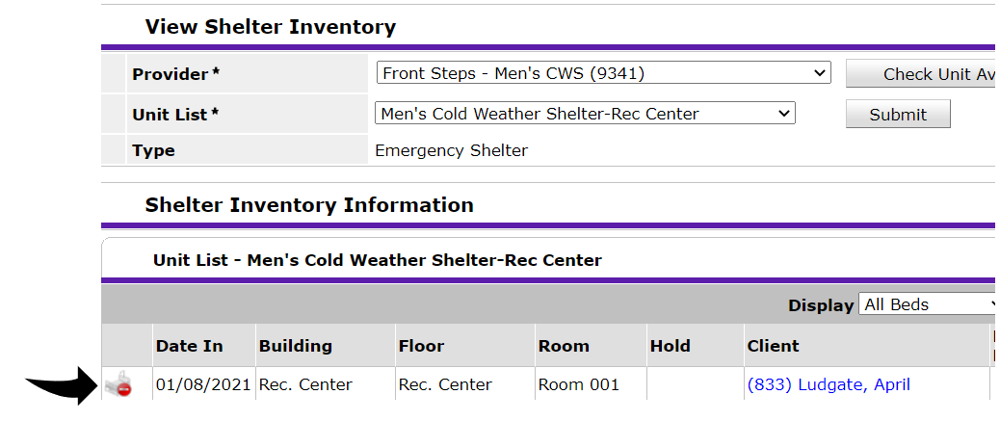 View Shelter Inventory
Provider* Front Steps - Men's CWS (9341) Check Unit Av
Unit List* Men's Cold Weather Shelter-Rec Center Submit
Type Emergency Shelter
Shelter Inventory Information
Unit List - Men's Cold Weather Shelter-Rec Center
Display All Beds
Date In Building Floor Room Hold Client
01/08/2021 Rec. Center Rec. Center Room 001 (833) Ludgate, April